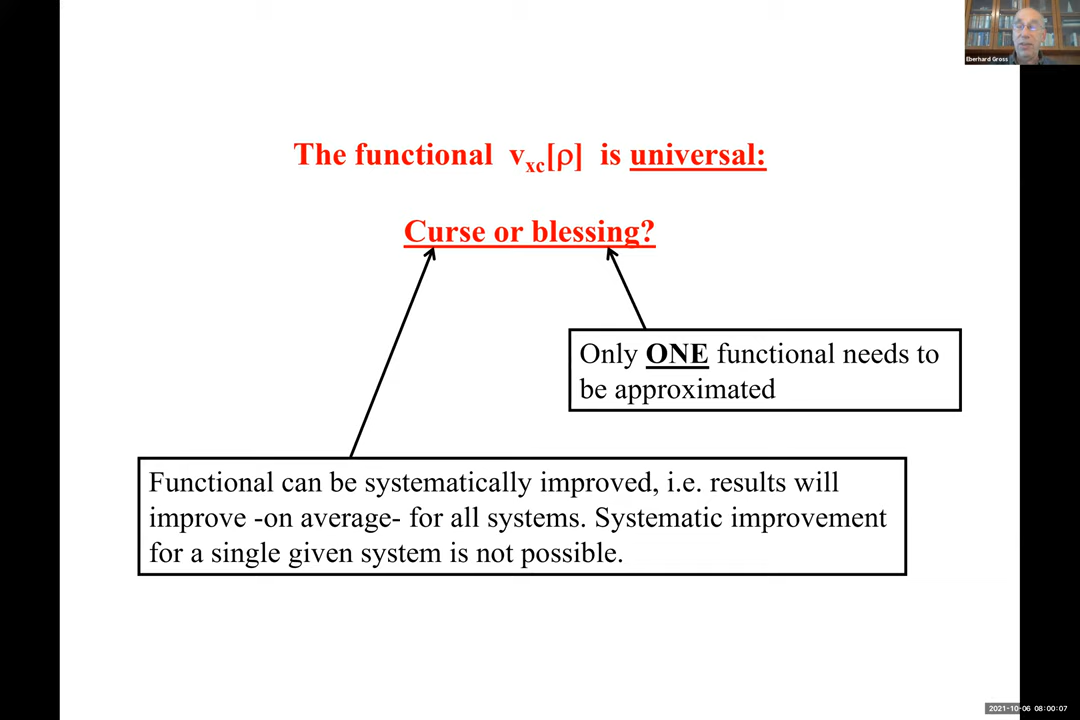 Eberhard Gross
The functional vxc[ρ] is universal:
Curse or blessing?
Only ONE functional needs to
be approximated
Functional can be systematically improved, i.e. results will
improve -on average- for all systems. Systematic improvement
for a single given system is not possible.
2021-10-06 08:00:07